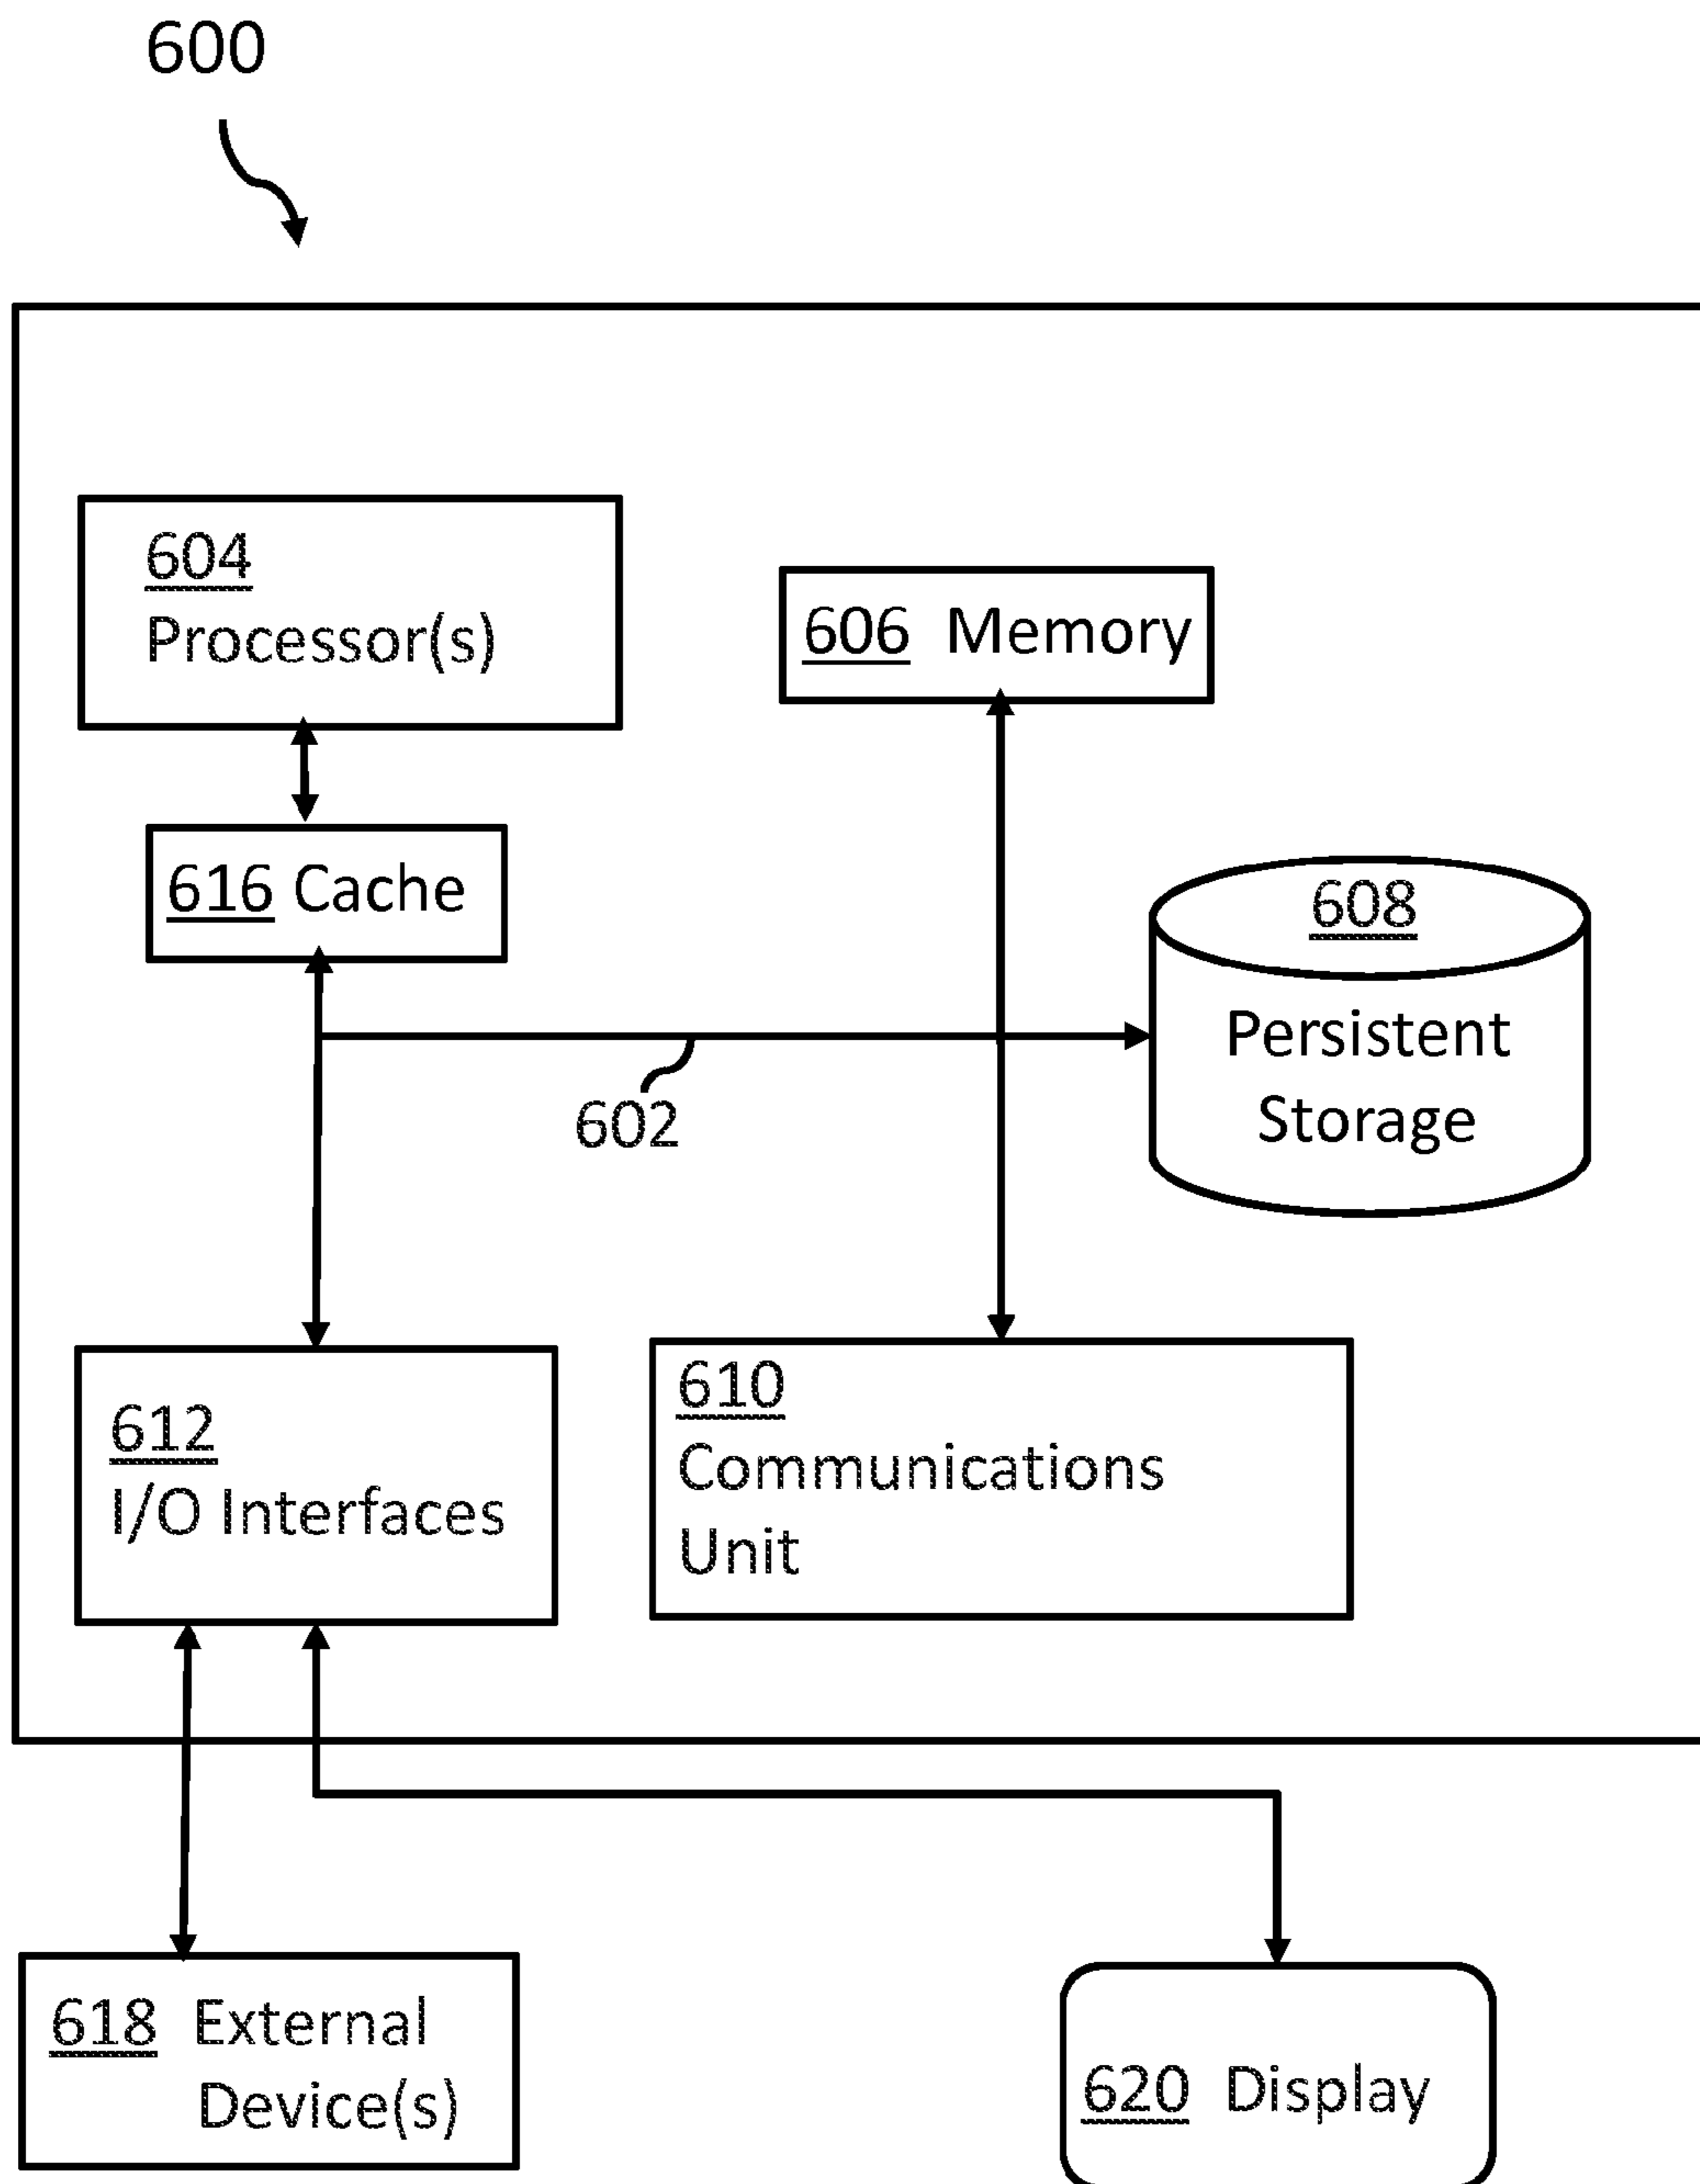 600
604
Processor(s)
606 Memory
616 Cache
608
Persistent
Storage
602
612
I/O Interfaces
610
Communications
Unit
618 External
Device(s)
620 Display